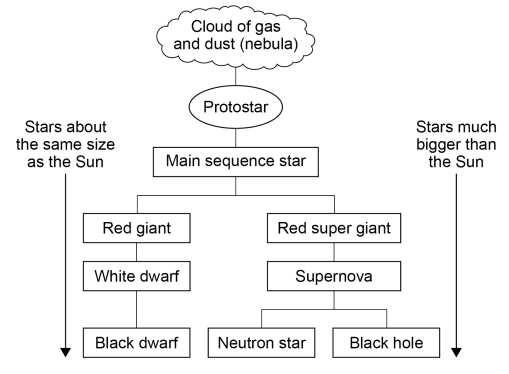 Cloud of gas
and dust (nebula)
Protostar
Stars about
the same size
as the Sun
Stars much
bigger than
the Sun
Main sequence star
Red giant
Red super giant
White dwarf
Supernova
Black dwarf
Neutron star
Black hole